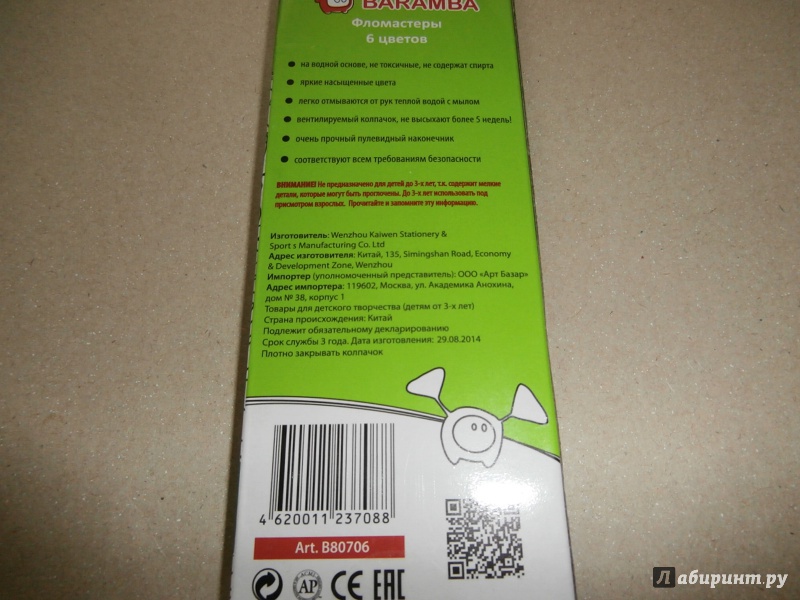 BARAMBA
Фломастеры
6 цветов
на водной основе, не токсичные, не содержат спирта
яркие насыщенные цвета
легко отмываются от рук теплой водой с мылом
вентилируемый колпачок, не высыхают более 5 недель!
очень прочный пулевидный наконечник
соответствуют всем требованиям безопасности
ВНИМАНИЕ! Не предназначено для детей до 3-х лет, т.к. содержит мелкие
детали, которые могут быть проглочены. До 3-х лет использовать под
присмотром взрослых. Прочитайте и запомните эту информацию.
Изготовитель: Wenzhou Kaiwen Stationery &
Sport s Manufacturing Co. Ltd
Адрес изготовителя: Китай, 135, Simingshan Road, Economy
& Development Zone, Wenzhou
Импортер (уполномоченный представитель): ООО «Арт Базар»
Адрес импортера: 119602, Москва, ул. Академика Анохина,
дом № 38, корпус 1
Товары для детского творчества (детям от 3-х лет)
Страна происхождения: Китай
Подлежит обязательному декларированию
Срок службы 3 года. Дата изготовления: 29.08.2014
Плотно закрывать колпачок
4 620011 237088
Art. B80706
AP CE EAC
Лабиринт.ру